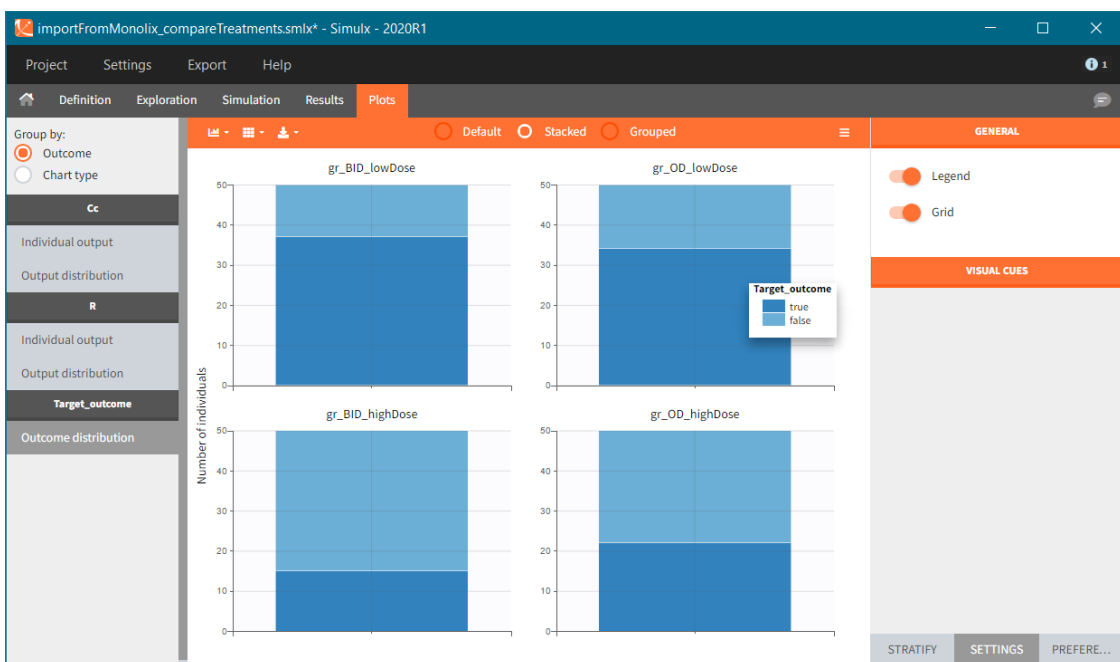 importFromMonolix_compareTreatments.smlx* - Simulx - 2020R1
Project Settings Export Help
1
Definition Exploration Simulation Results Plots
Group by:
Outcome
Chart type
Cc
Individual output
Output distribution
R
Individual output
Output distribution
Target_outcome
Outcome distribution
Default Stacked Grouped
Number of individuals
gr_BID_lowDose
50
40
30
20
10
0
gr_OD_lowDose
50
40
30
20
10
0
Target_outcome
true
false
gr_BID_highDose
50
40
30
20
10
0
gr_OD_highDose
50
40
30
20
10
0
GENERAL
Legend
Grid
VISUAL CUES
STRATIFY SETTINGS PREFERE...